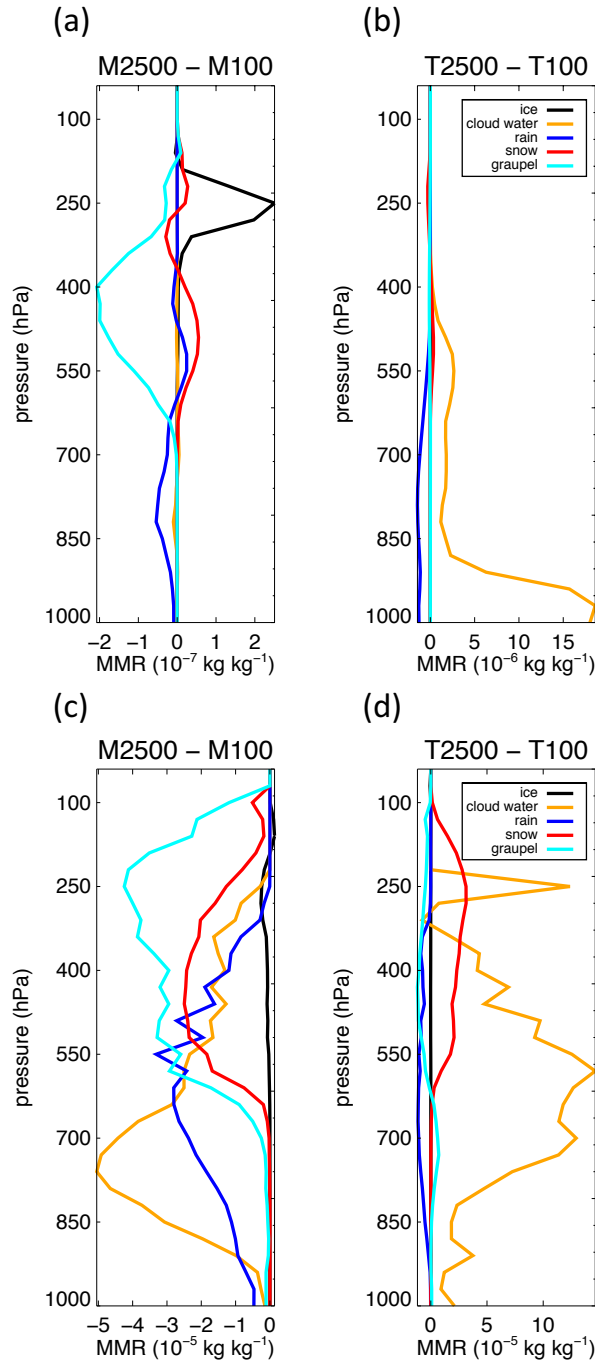 (a)
(b)
M2500 − M100
T2500 − T100
ice
cloud water
rain
snow
graupel
100
250
400
550
700
850
1000
pressure (hPa)
−2 −1 0 1 2
MMR (10⁻⁷ kg kg⁻¹)
100
250
400
550
700
850
1000
pressure (hPa)
0 5 10 15
MMR (10⁻⁶ kg kg⁻¹)
(c)
(d)
M2500 − M100
T2500 − T100
ice
cloud water
rain
snow
graupel
100
250
400
550
700
850
1000
pressure (hPa)
−5 −4 −3 −2 −1 0
MMR (10⁻⁵ kg kg⁻¹)
100
250
400
550
700
850
1000
pressure (hPa)
0 5 10
MMR (10⁻⁵ kg kg⁻¹)